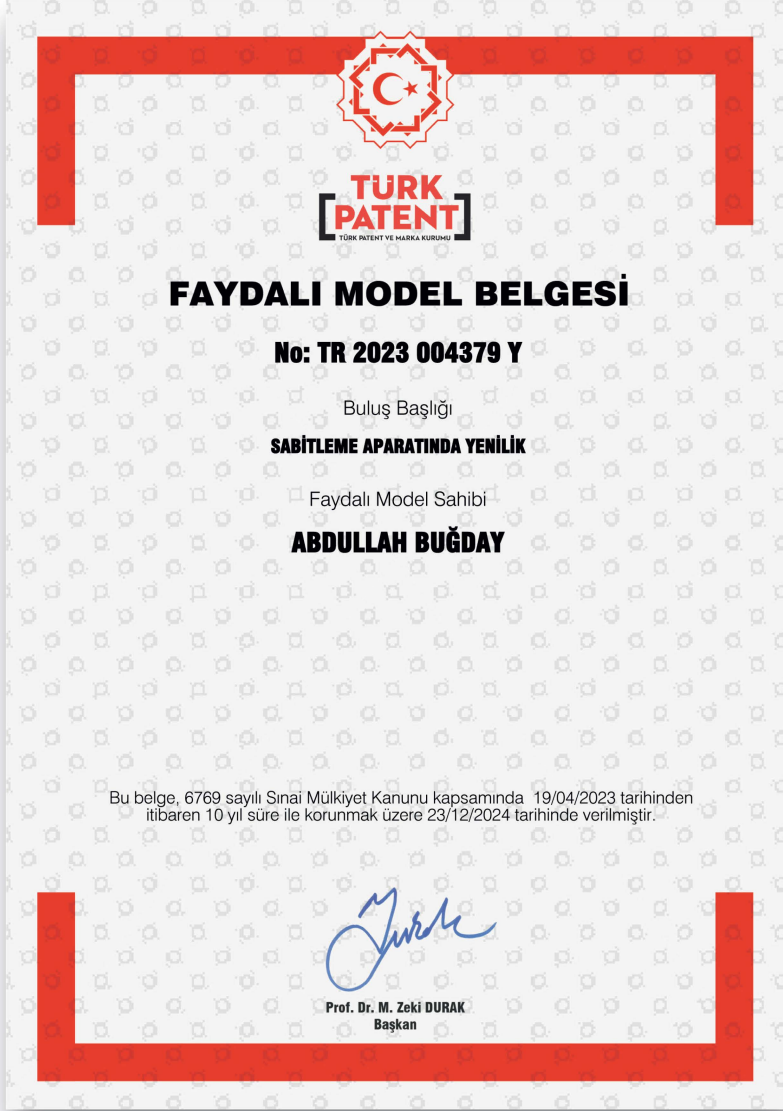 TÜRK
PATENT
TÜRK PATENT VE MARKA KURUMU
FAYDALI MODEL BELGESİ
No: TR 2023 004379 Y
Buluş Başlığı
SABİTLEME APARATINDA YENİLİK
Faydalı Model Sahibi
ABDULLAH BUĞDAY
Bu belge, 6769 sayılı Sınai Mülkiyet Kanunu kapsamında 19/04/2023 tarihinden
itibaren 10 yıl süre ile korunmak üzere 23/12/2024 tarihinde verilmiştir.
Prof. Dr. M. Zeki DURAK
Başkan